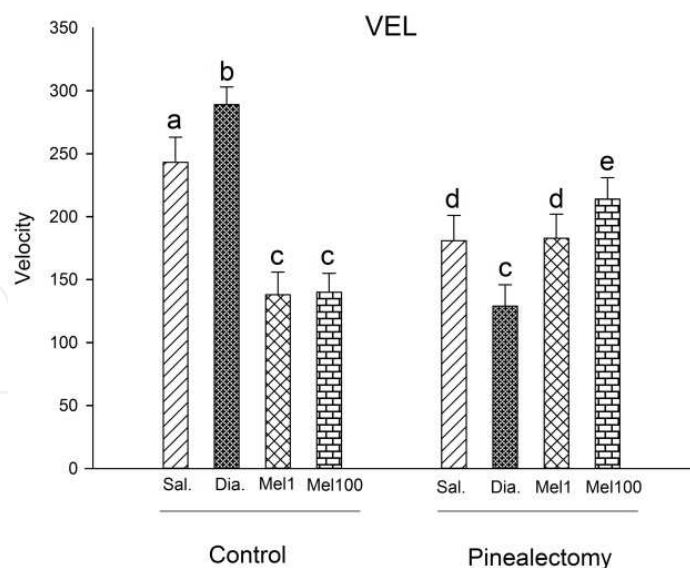 VEL
350
300
250
200
150
100
50
0
Velocity
a b c c d c d e
Sal. Dia. Mel1 Mel100 Sal. Dia. Mel1 Mel100
Control Pinealectomy